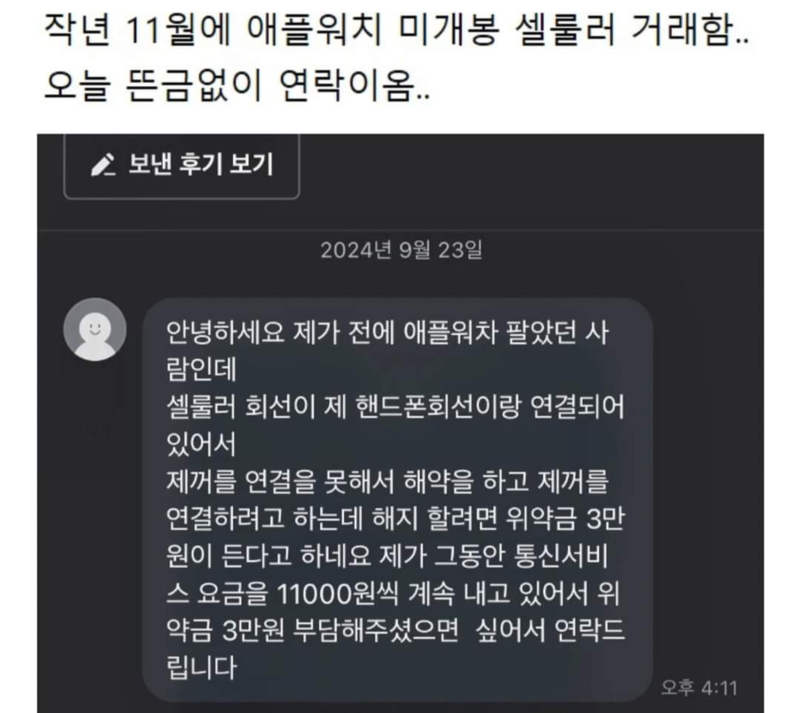 작년 11월에 애플워치 미개봉 셀룰러 거래함..
오늘 뜬금없이 연락이옴..
보낸 후기 보기
2024년 9월 23일
안녕하세요 제가 전에 애플워차 팔았던 사
람인데
셀룰러 회선이 제 핸드폰회선이랑 연결되어
있어서
제꺼를 연결을 못해서 해약을 하고 제꺼를
연결하려고 하는데 해지 할려면 위약금 3만
원이 든다고 하네요 제가 그동안 통신서비
스 요금을 11000원씩 계속 내고 있어서 위
약금 3만원 부담해주셨으면 싶어서 연락드
립니다
오후 4:11